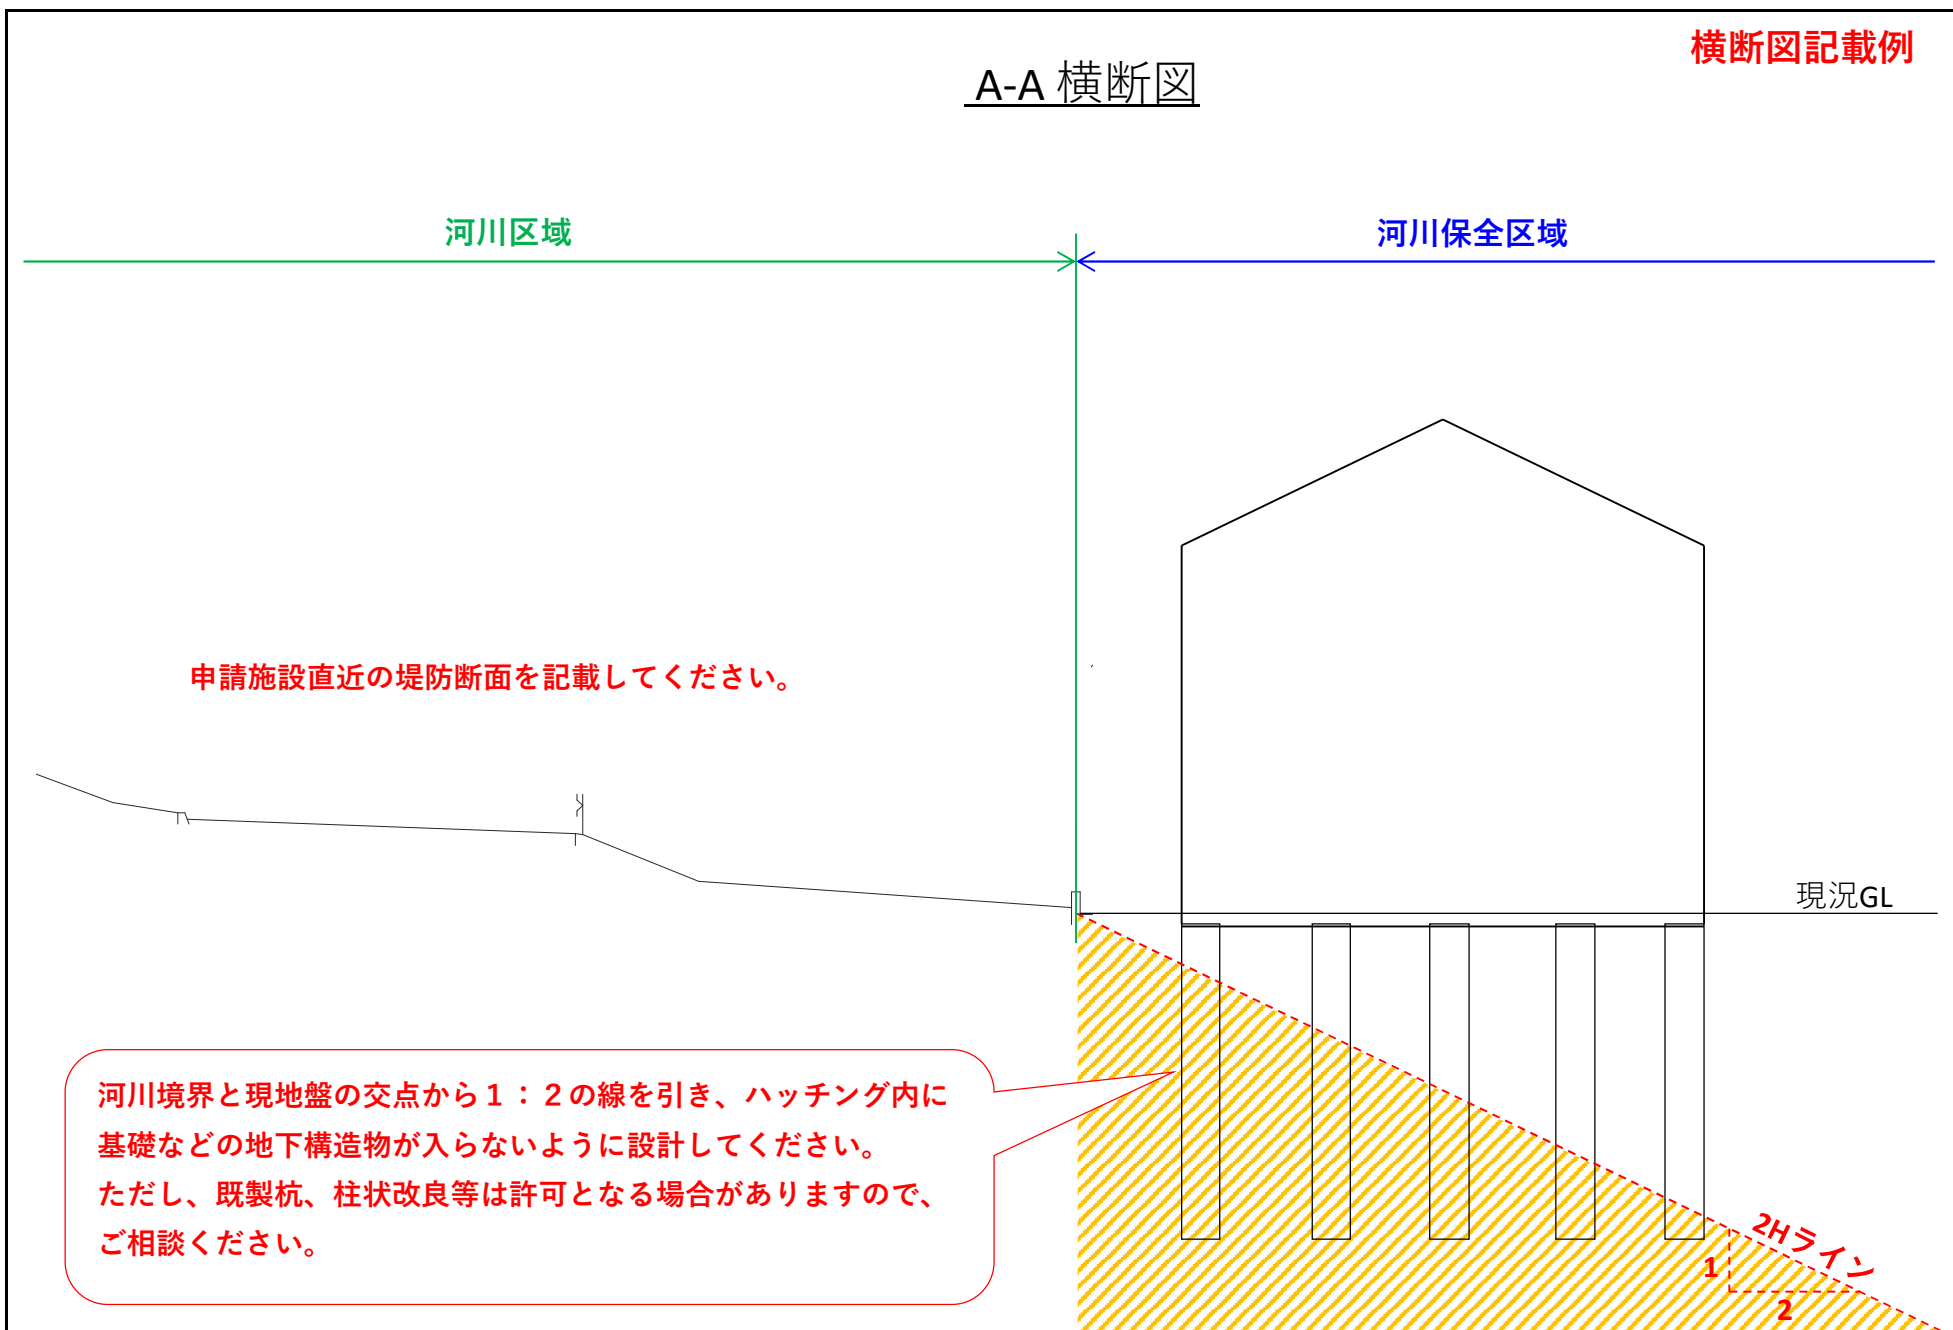 横断図記載例
A-A 横断図
河川区域
河川保全区域
申請施設直近の堤防断面を記載してください。
現況GL
河川境界と現地盤の交点から1：2の線を引き、ハッチング内に
基礎などの地下構造物が入らないように設計してください。
ただし、既製杭、柱状改良等は許可となる場合がありますので、
ご相談ください。
2Hライン
1
2